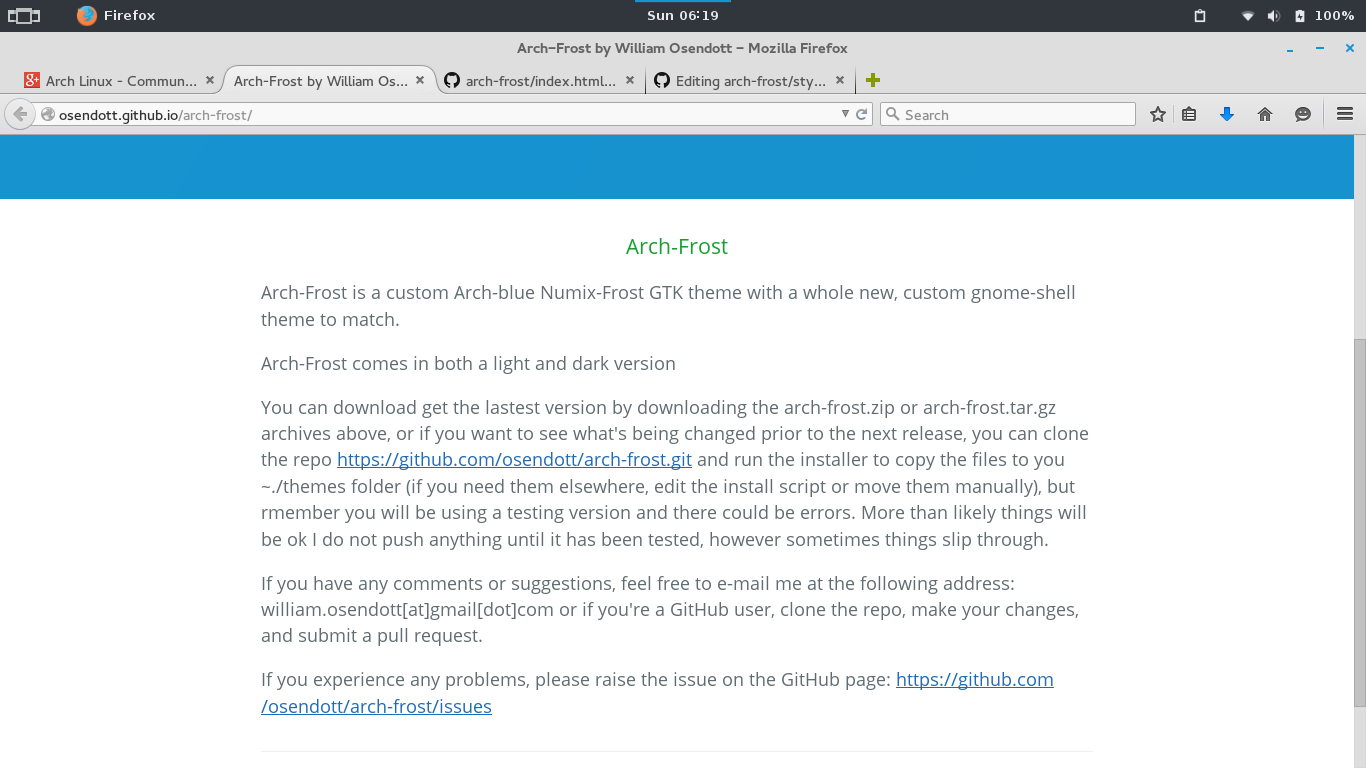 Firefox
Sun 06:19
100%
Arch-Frost by William Osendott - Mozilla Firefox
Arch Linux - Commun...
Arch-Frost by William Os...
arch-frost/index.html...
Editing arch-frost/sty...
osendott.github.io/arch-frost/
Search
Arch-Frost
Arch-Frost is a custom Arch-blue Numix-Frost GTK theme with a whole new, custom gnome-shell
theme to match.
Arch-Frost comes in both a light and dark version
You can download get the lastest version by downloading the arch-frost.zip or arch-frost.tar.gz
archives above, or if you want to see what's being changed prior to the next release, you can clone
the repo https://github.com/osendott/arch-frost.git and run the installer to copy the files to you
~./themes folder (if you need them elsewhere, edit the install script or move them manually), but
rmember you will be using a testing version and there could be errors. More than likely things will
be ok I do not push anything until it has been tested, however sometimes things slip through.
If you have any comments or suggestions, feel free to e-mail me at the following address:
william.osendott[at]gmail[dot]com or if you're a GitHub user, clone the repo, make your changes,
and submit a pull request.
If you experience any problems, please raise the issue on the GitHub page: https://github.com
/osendott/arch-frost/issues